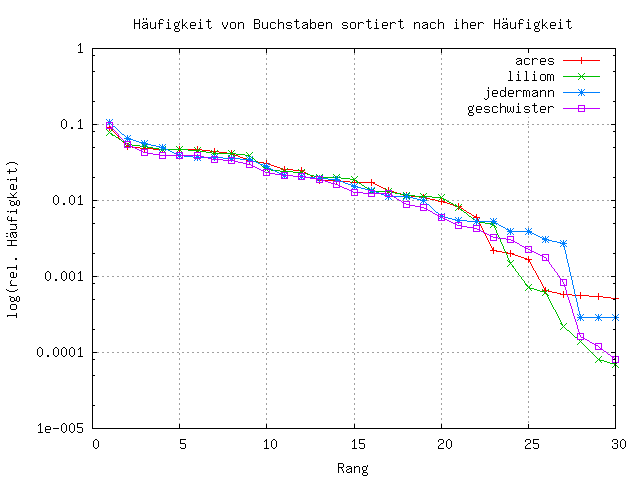 Häufigkeit von Buchstaben sortiert nach iher Häufigkeit
acres
liliom
jedermann
geschwister
log(rel. Häufigkeit)
1
0.1
0.01
0.001
0.0001
1e-005
0 5 10 15 20 25 30
Rang